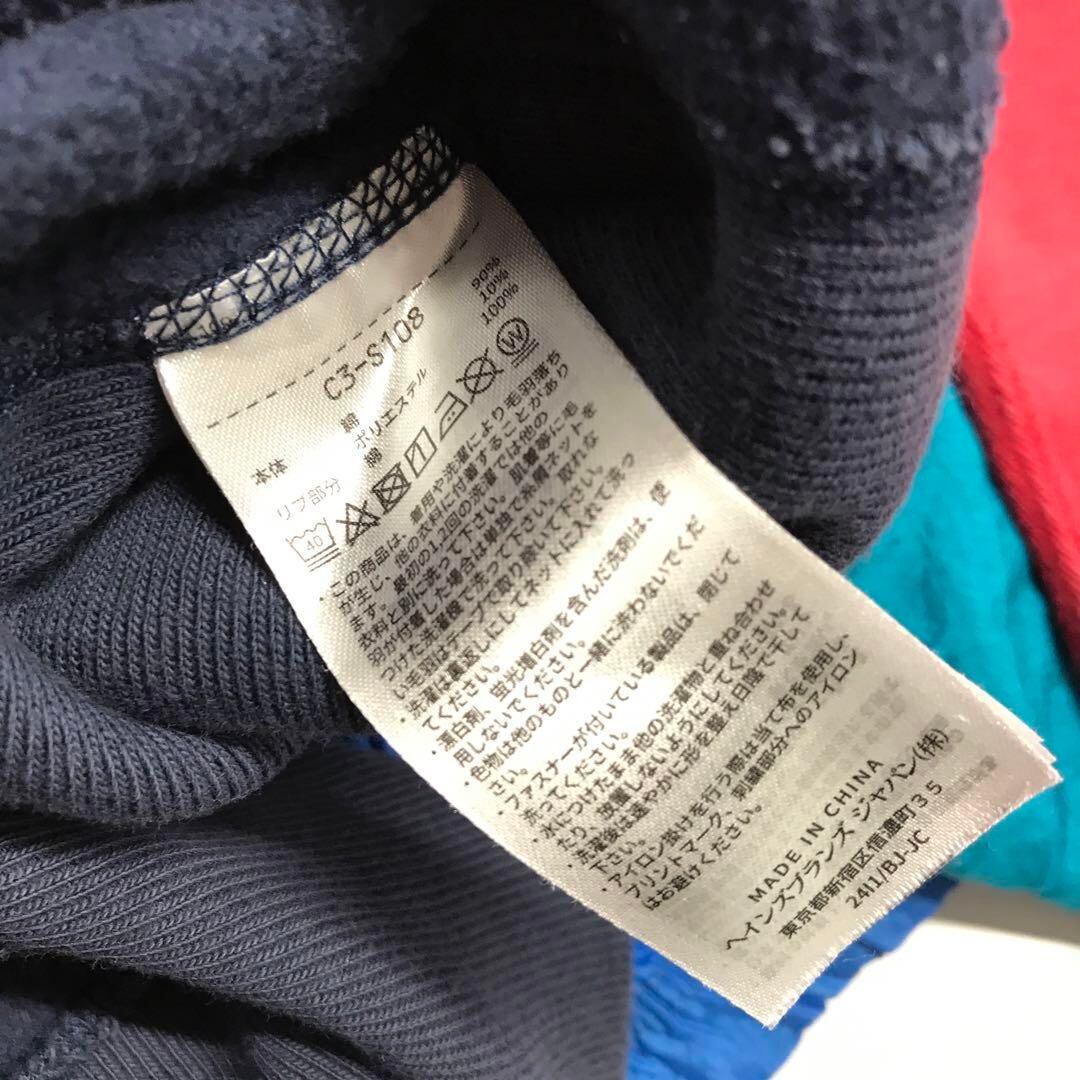 C3-S108
本体 綿 90%
ポリエステル 10%
リブ部分 綿 100%
40
W
・この商品は、着用や洗濯により毛羽落ち
が生じ、他の衣料に付着することがあり
ます。最初の1,2回の洗濯では他の
衣料と別に洗って下さい。肌着等に毛
羽が付着した場合は単独で糸屑ネットを
つけた洗濯機で洗って下さい。取れな
い毛羽はテープで取り除いて下さい。
・洗濯は裏返しにしてネットに入れて洗っ
てください。
・漂白剤、蛍光増白剤を含んだ洗剤は、使
用しないでください。
・色物は他のものと一緒に洗わないでくだ
さい。
・ファスナーが付いている製品は、閉じて
洗ってください。
・水につけたまま他の洗濯物と重ね合わせ
たり、放置しないようにしてください。
・洗濯後は速やかに形を整え日陰で干して
下さい。
・アイロン掛けを行う際は当て布を使用し、
プリントマーク、刺繍部分へのアイロン
はお避けください。
MADE IN CHINA
ヘインズブランズ ジャパン(株)
東京都新宿区信濃町35
24I1/BJ-JC